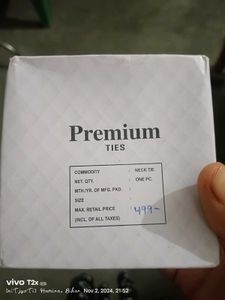 Premium
TIES
COMMODITY : NECK TIE
NET. QTY. : ONE PC.
MTH./YR. OF MFG. PKD. :
SIZE :
MAX. RETAIL PRICE : 499-
(INCL. OF ALL TAXES)
vivo T2x
Nov 2, 2024, 21:52